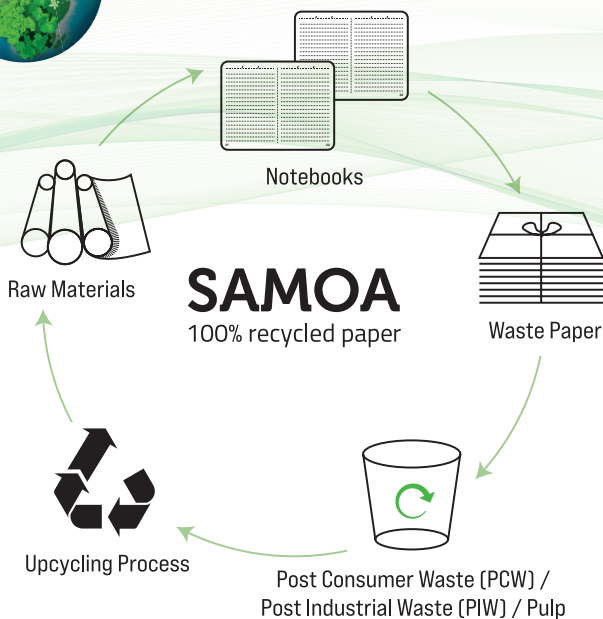 Notebooks
Raw Materials
SAMOA
100% recycled paper
Waste Paper
Upcycling Process
Post Consumer Waste (PCW) /
Post Industrial Waste (PIW) / Pulp